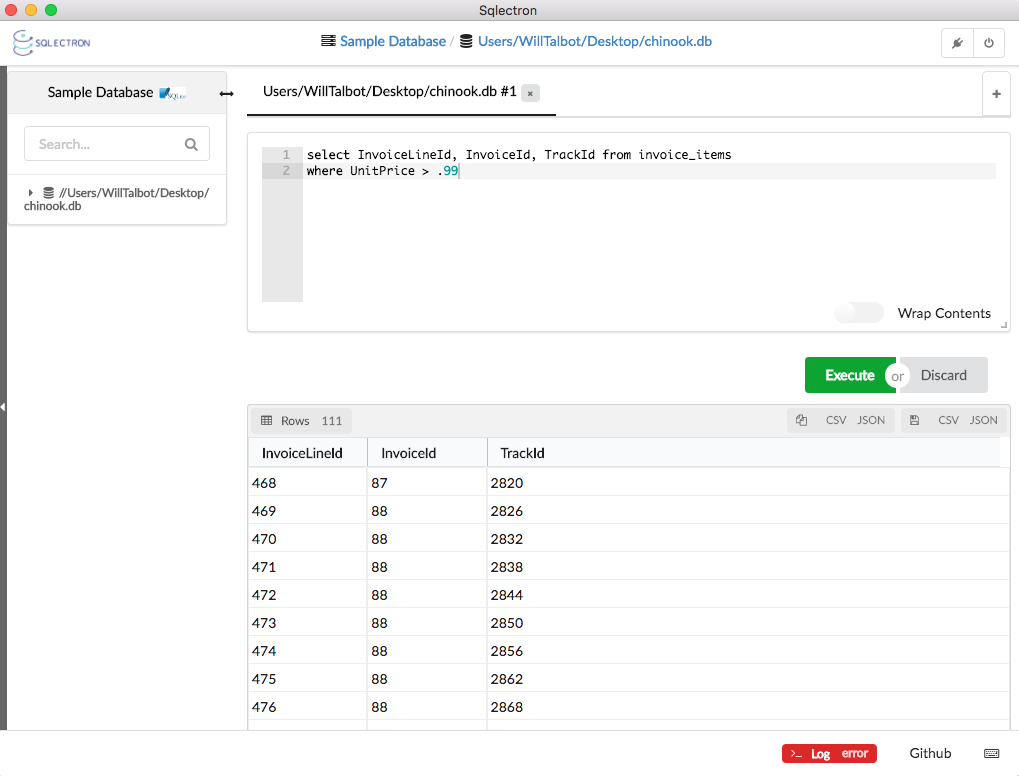 Sqlectron
SQLECTRON
Sample Database / Users/WillTalbot/Desktop/chinook.db
Sample Database SQLite
Users/WillTalbot/Desktop/chinook.db #1 ×
+
Search...
//Users/WillTalbot/Desktop/
chinook.db
1 select InvoiceLineId, InvoiceId, TrackId from invoice_items
2 where UnitPrice > .99
Wrap Contents
Execute or Discard
Rows 111 CSV JSON CSV JSON
InvoiceLineId InvoiceId TrackId
468 87 2820
469 88 2826
470 88 2832
471 88 2838
472 88 2844
473 88 2850
474 88 2856
475 88 2862
476 88 2868
>_ Log error Github